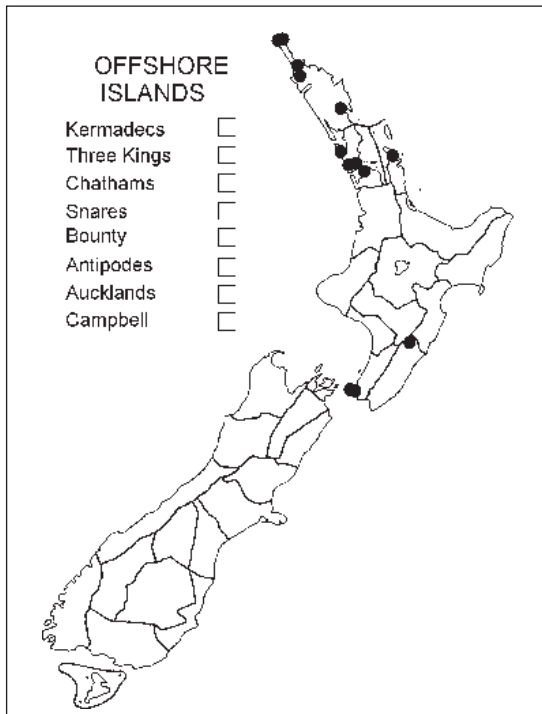 OFFSHORE
ISLANDS
Kermadecs
Three Kings
Chathams
Snares
Bounty
Antipodes
Aucklands
Campbell